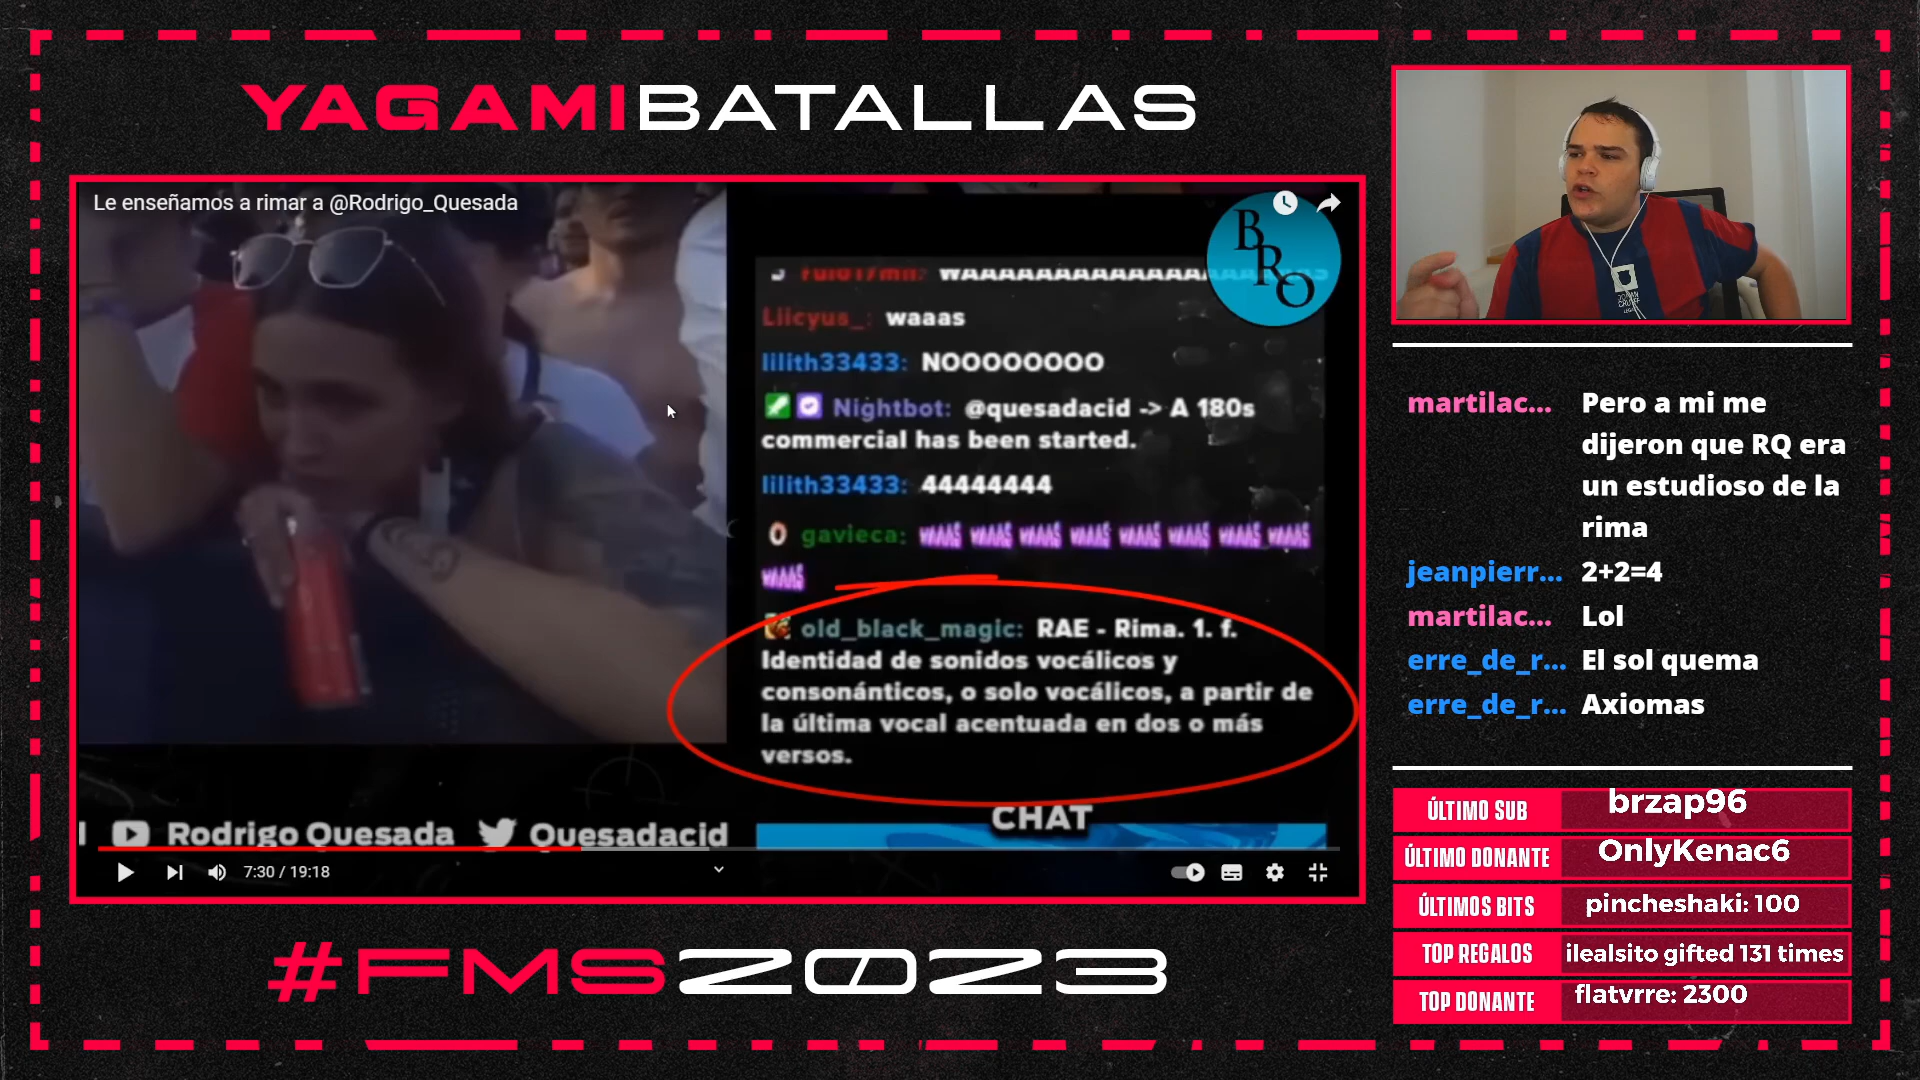 YAGAMIBATALLAS
Le enseñamos a rimar a @Rodrigo_Quesada
BRO
Liicyus_: waaas
lilith33433: NOOOOOOOO
Nightbot: @quesadacid -> A 180s
commercial has been started.
lilith33433: 44444444
gavieca: WAAS WAAS WAAS WAAS WAAS WAAS WAAS WAAS
WAAS
old_black_magic: RAE - Rima. 1. f.
Identidad de sonidos vocálicos y
consonánticos, o solo vocálicos, a partir de
la última vocal acentuada en dos o más
versos.
CHAT
Rodrigo Quesada Quesadacid
7:30 / 19:18
#FMS2023
martilac... Pero a mi me
dijeron que RQ era
un estudioso de la
rima
jeanpierr... 2+2=4
martilac... Lol
erre_de_r... El sol quema
erre_de_r... Axiomas
ÚLTIMO SUB brzap96
ÚLTIMO DONANTE OnlyKenac6
ÚLTIMOS BITS pincheshaki: 100
TOP REGALOS ilealsito gifted 131 times
TOP DONANTE flatvrre: 2300